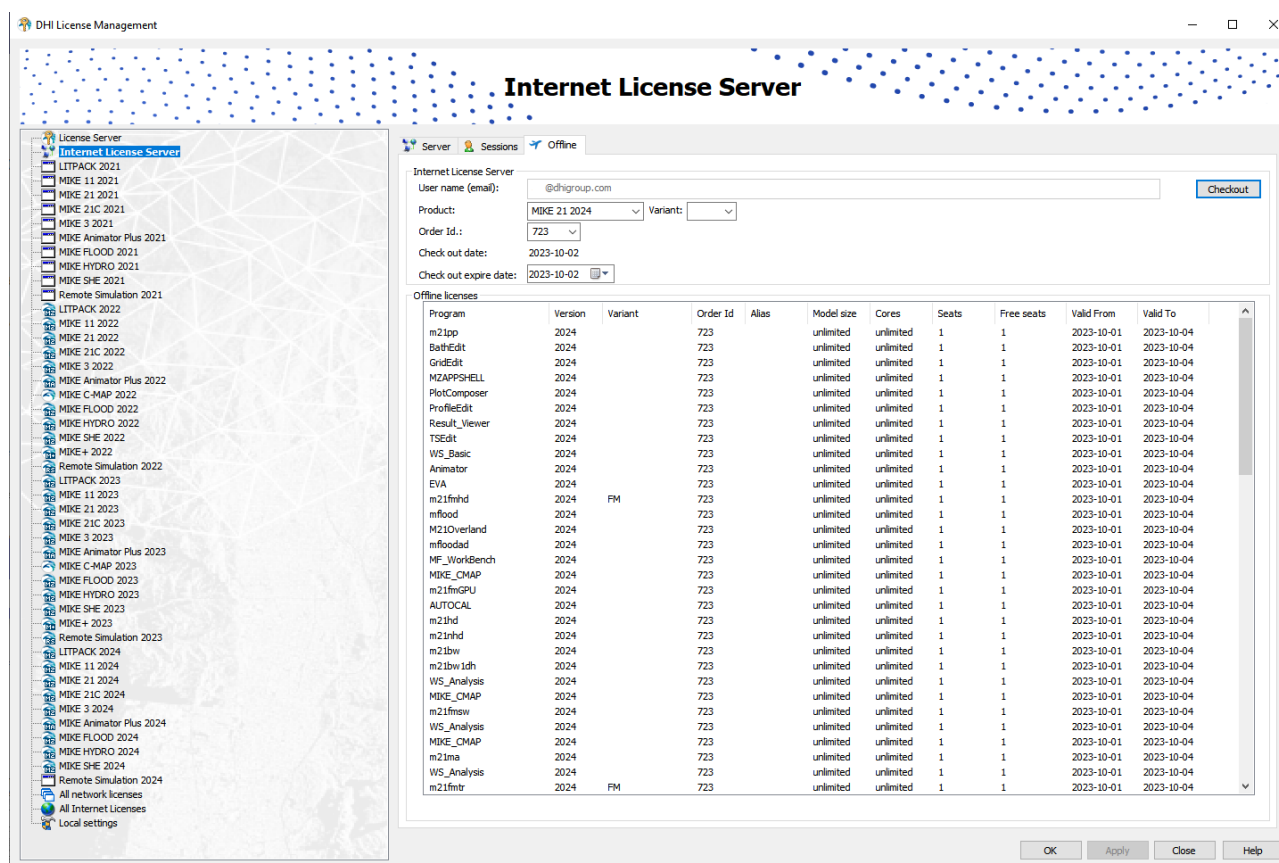 DHI License Management
Internet License Server
License Server
Internet License Server
LITPACK 2021
MIKE 11 2021
MIKE 21 2021
MIKE 21C 2021
MIKE 3 2021
MIKE Animator Plus 2021
MIKE FLOOD 2021
MIKE HYDRO 2021
MIKE SHE 2021
Remote Simulation 2021
LITPACK 2022
MIKE 11 2022
MIKE 21 2022
MIKE 21C 2022
MIKE 3 2022
MIKE Animator Plus 2022
MIKE C-MAP 2022
MIKE FLOOD 2022
MIKE HYDRO 2022
MIKE SHE 2022
MIKE+ 2022
Remote Simulation 2022
LITPACK 2023
MIKE 11 2023
MIKE 21 2023
MIKE 21C 2023
MIKE 3 2023
MIKE Animator Plus 2023
MIKE C-MAP 2023
MIKE FLOOD 2023
MIKE HYDRO 2023
MIKE SHE 2023
MIKE+ 2023
Remote Simulation 2023
LITPACK 2024
MIKE 11 2024
MIKE 21 2024
MIKE 21C 2024
MIKE 3 2024
MIKE Animator Plus 2024
MIKE FLOOD 2024
MIKE HYDRO 2024
MIKE SHE 2024
Remote Simulation 2024
All network licenses
All Internet Licenses
Local settings
Server Sessions Offline
Internet License Server
User name (email): @dhigroup.com Checkout
Product: MIKE 21 2024 Variant:
Order Id.: 723
Check out date: 2023-10-02
Check out expire date: 2023-10-02
Offline licenses
Program Version Variant Order Id Alias Model size Cores Seats Free seats Valid From Valid To
m21pp 2024 723 unlimited unlimited 1 1 2023-10-01 2023-10-04
BathEdit 2024 723 unlimited unlimited 1 1 2023-10-01 2023-10-04
GridEdit 2024 723 unlimited unlimited 1 1 2023-10-01 2023-10-04
MZAPPSHELL 2024 723 unlimited unlimited 1 1 2023-10-01 2023-10-04
PlotComposer 2024 723 unlimited unlimited 1 1 2023-10-01 2023-10-04
ProfileEdit 2024 723 unlimited unlimited 1 1 2023-10-01 2023-10-04
Result_Viewer 2024 723 unlimited unlimited 1 1 2023-10-01 2023-10-04
TSEdit 2024 723 unlimited unlimited 1 1 2023-10-01 2023-10-04
WS_Basic 2024 723 unlimited unlimited 1 1 2023-10-01 2023-10-04
Animator 2024 723 unlimited unlimited 1 1 2023-10-01 2023-10-04
EVA 2024 723 unlimited unlimited 1 1 2023-10-01 2023-10-04
m21fmhd 2024 FM 723 unlimited unlimited 1 1 2023-10-01 2023-10-04
mflood 2024 723 unlimited unlimited 1 1 2023-10-01 2023-10-04
M21Overland 2024 723 unlimited unlimited 1 1 2023-10-01 2023-10-04
mfloodad 2024 723 unlimited unlimited 1 1 2023-10-01 2023-10-04
MF_WorkBench 2024 723 unlimited unlimited 1 1 2023-10-01 2023-10-04
MIKE_CMAP 2024 723 unlimited unlimited 1 1 2023-10-01 2023-10-04
m21fmGPU 2024 723 unlimited unlimited 1 1 2023-10-01 2023-10-04
AUTOCAL 2024 723 unlimited unlimited 1 1 2023-10-01 2023-10-04
m21hd 2024 723 unlimited unlimited 1 1 2023-10-01 2023-10-04
m21nhd 2024 723 unlimited unlimited 1 1 2023-10-01 2023-10-04
m21bw 2024 723 unlimited unlimited 1 1 2023-10-01 2023-10-04
m21bw1dh 2024 723 unlimited unlimited 1 1 2023-10-01 2023-10-04
WS_Analysis 2024 723 unlimited unlimited 1 1 2023-10-01 2023-10-04
MIKE_CMAP 2024 723 unlimited unlimited 1 1 2023-10-01 2023-10-04
m21fmsw 2024 723 unlimited unlimited 1 1 2023-10-01 2023-10-04
WS_Analysis 2024 723 unlimited unlimited 1 1 2023-10-01 2023-10-04
MIKE_CMAP 2024 723 unlimited unlimited 1 1 2023-10-01 2023-10-04
m21ma 2024 723 unlimited unlimited 1 1 2023-10-01 2023-10-04
WS_Analysis 2024 723 unlimited unlimited 1 1 2023-10-01 2023-10-04
m21fmtr 2024 FM 723 unlimited unlimited 1 1 2023-10-01 2023-10-04
OK Apply Close Help